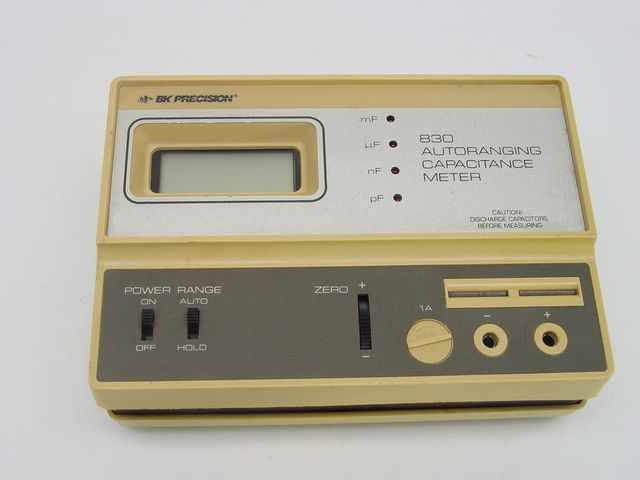 BK PRECISION
mF
µF
nF
pF
830
AUTORANGING
CAPACITANCE
METER
CAUTION:
DISCHARGE CAPACITORS
BEFORE MEASURING
POWER RANGE
ON AUTO
OFF HOLD
ZERO +
−
1A
− +